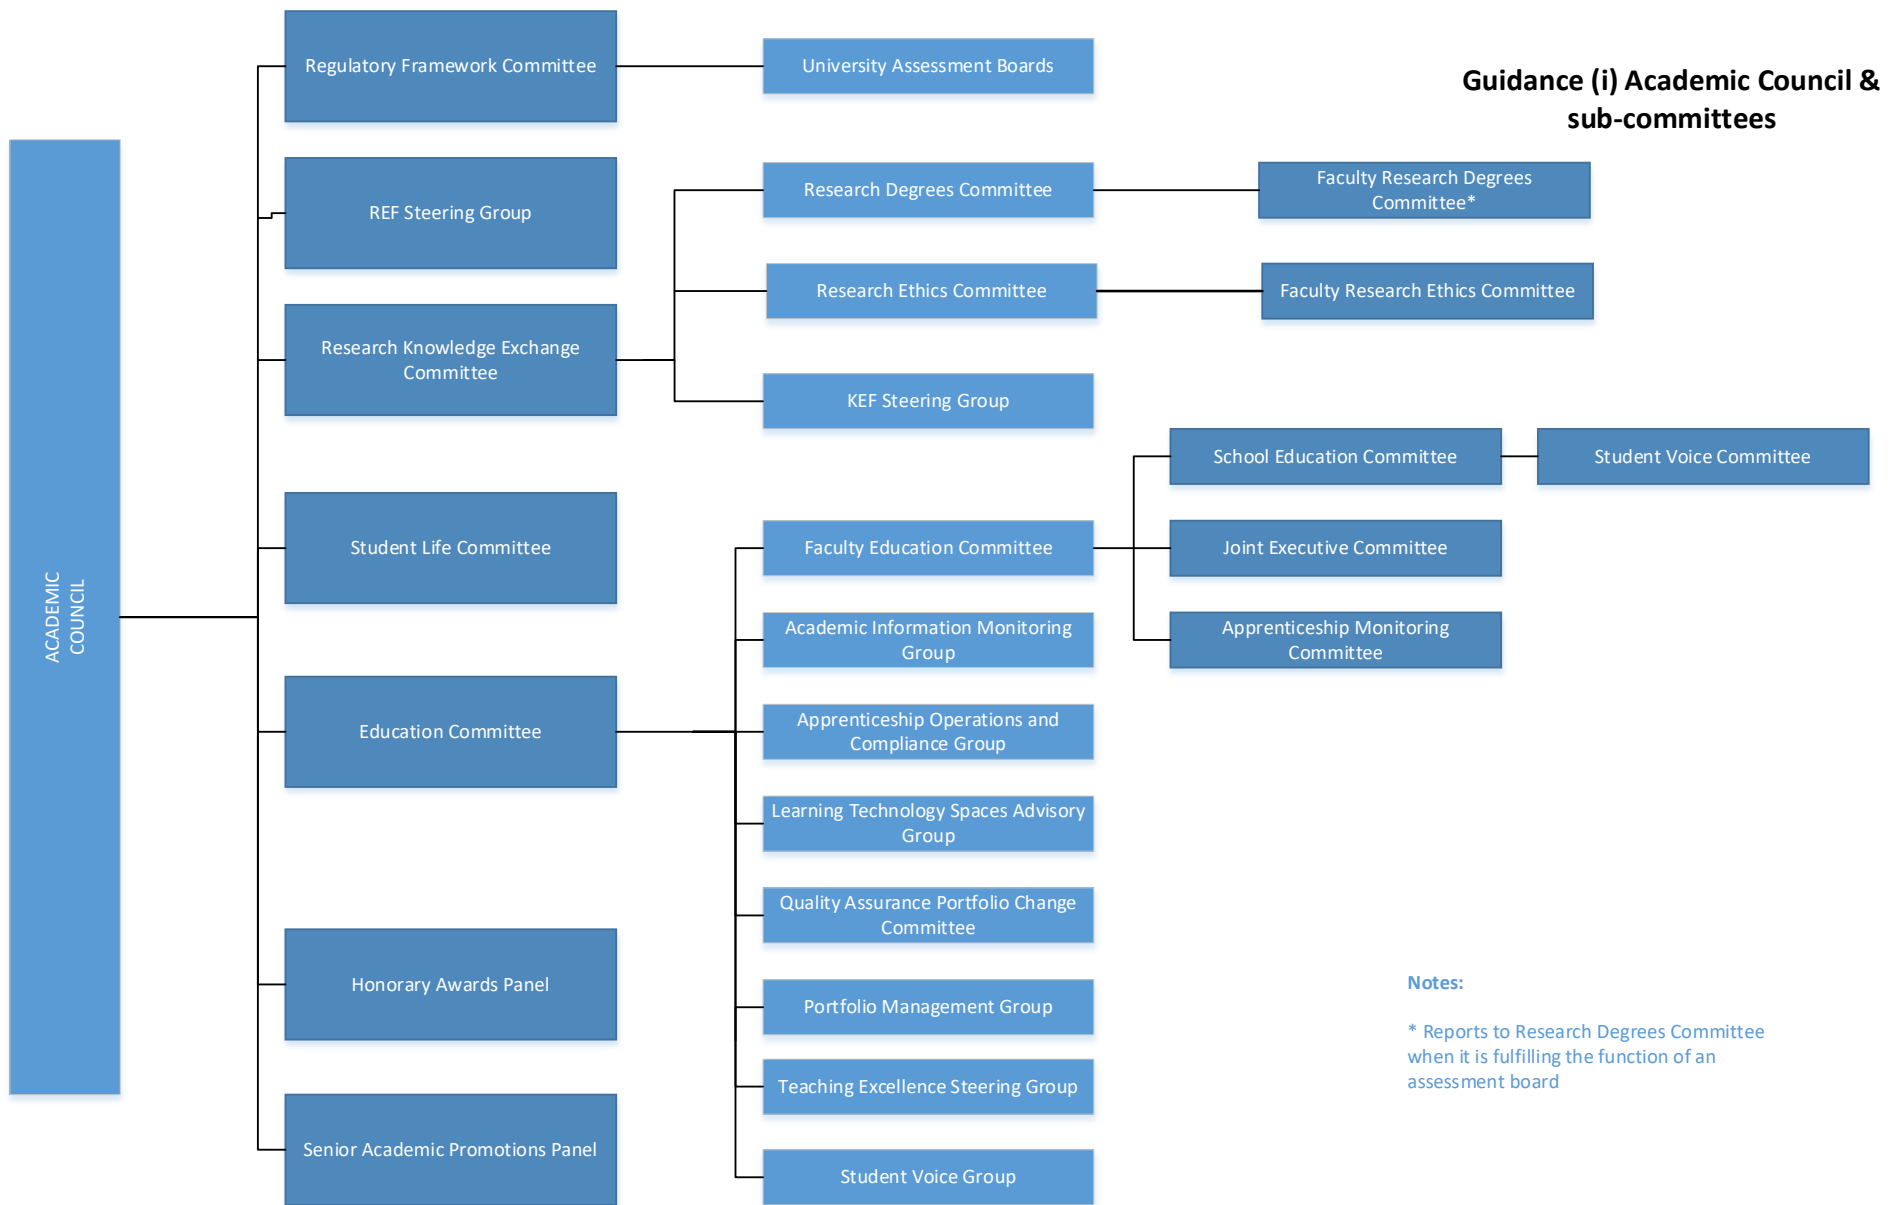 Guidance (i) Academic Council &
sub-committees
ACADEMIC
COUNCIL
Regulatory Framework Committee
University Assessment Boards
REF Steering Group
Research Knowledge Exchange
Committee
Research Degrees Committee
Faculty Research Degrees
Committee*
Research Ethics Committee
Faculty Research Ethics Committee
KEF Steering Group
Student Life Committee
Education Committee
Faculty Education Committee
School Education Committee
Student Voice Committee
Joint Executive Committee
Apprenticeship Monitoring
Committee
Academic Information Monitoring
Group
Apprenticeship Operations and
Compliance Group
Learning Technology Spaces Advisory
Group
Quality Assurance Portfolio Change
Committee
Portfolio Management Group
Teaching Excellence Steering Group
Student Voice Group
Honorary Awards Panel
Senior Academic Promotions Panel
Notes:
* Reports to Research Degrees Committee
when it is fulfilling the function of an
assessment board